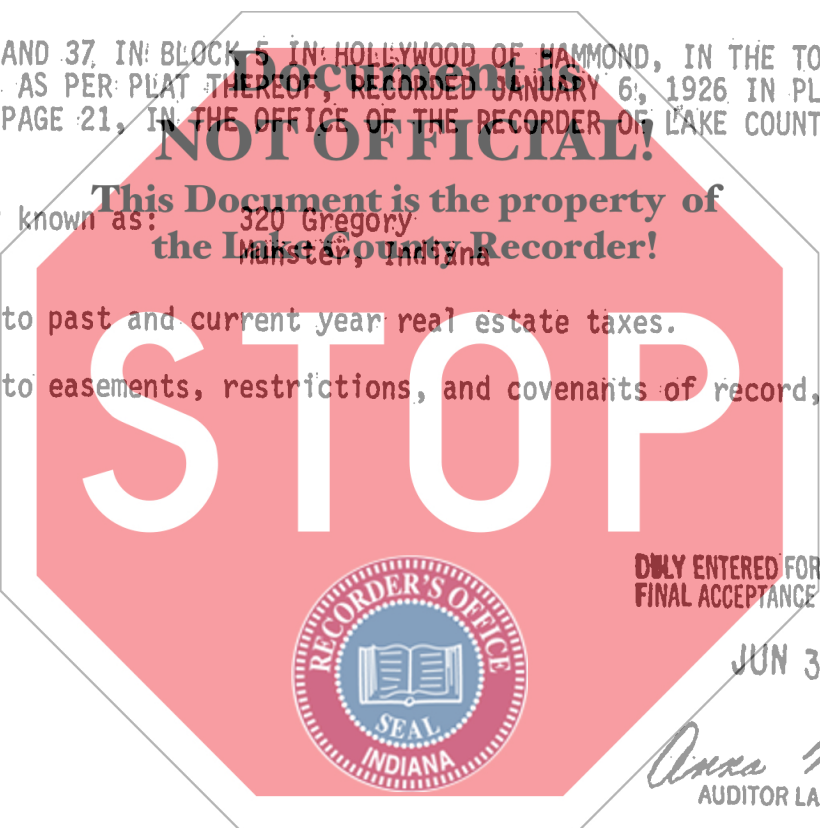 AND 37, IN BLOCK 5 IN HOLLYWOOD OF HAMMOND, IN THE TO
Document is
AS PER PLAT THEREOF, RECORDED JANUARY 6, 1926 IN PL
PAGE 21, IN THE OFFICE OF THE RECORDER OF LAKE COUNT
NOT OFFICIAL!
This Document is the property of
known as: 320 Gregory
the Lake County Recorder!
Munster, Indiana
to past and current year real estate taxes.
STOP
to easements, restrictions, and covenants of record,
DULY ENTERED FOR
FINAL ACCEPTANCE
RECORDER'S OFFICE
SEAL
INDIANA
JUN 3
Anna
AUDITOR LA